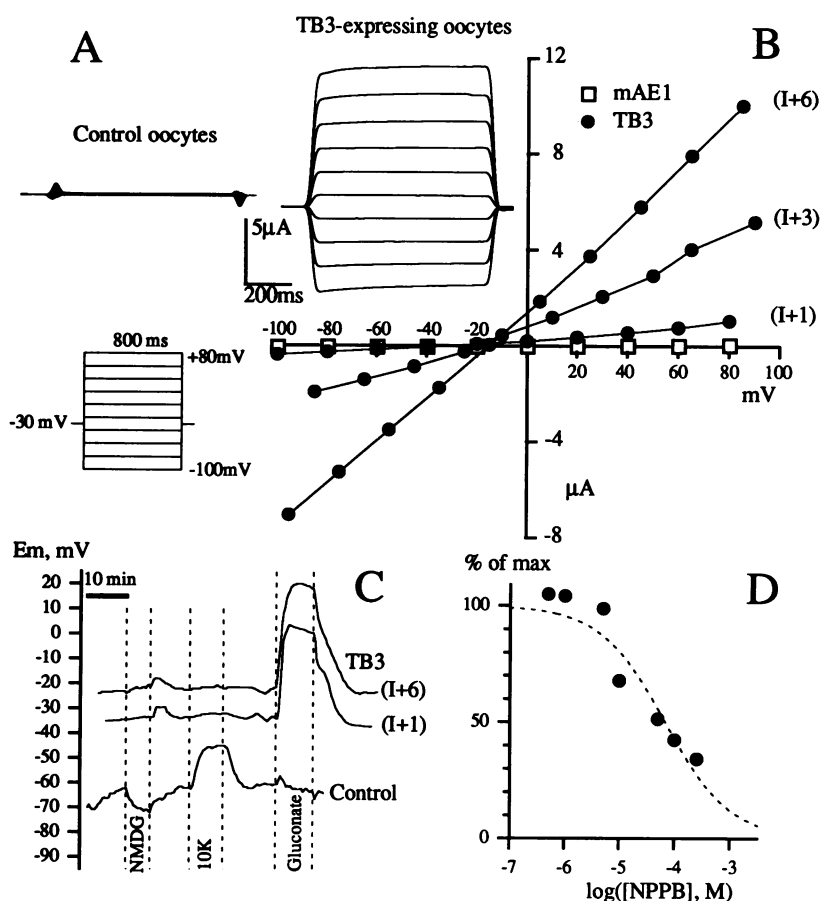 A
TB3-expressing oocytes
B
Control oocytes
5µA
200ms
12
8
4
-4
-8
µA
mAE1
TB3
(I+6)
(I+3)
(I+1)
-100 -80 -60 -40 -20
20 40 60 80 100
mV
800 ms
+80mV
-30 mV
-100mV
Em, mV
C
10 min
20
10
0
-10
-20
-30
-40
-50
-60
-70
-80
-90
TB3
(I+6)
(I+1)
Control
NMDG
10K
Gluconate
% of max
D
100
50
0
-7 -6 -5 -4 -3
log([NPPB], M)